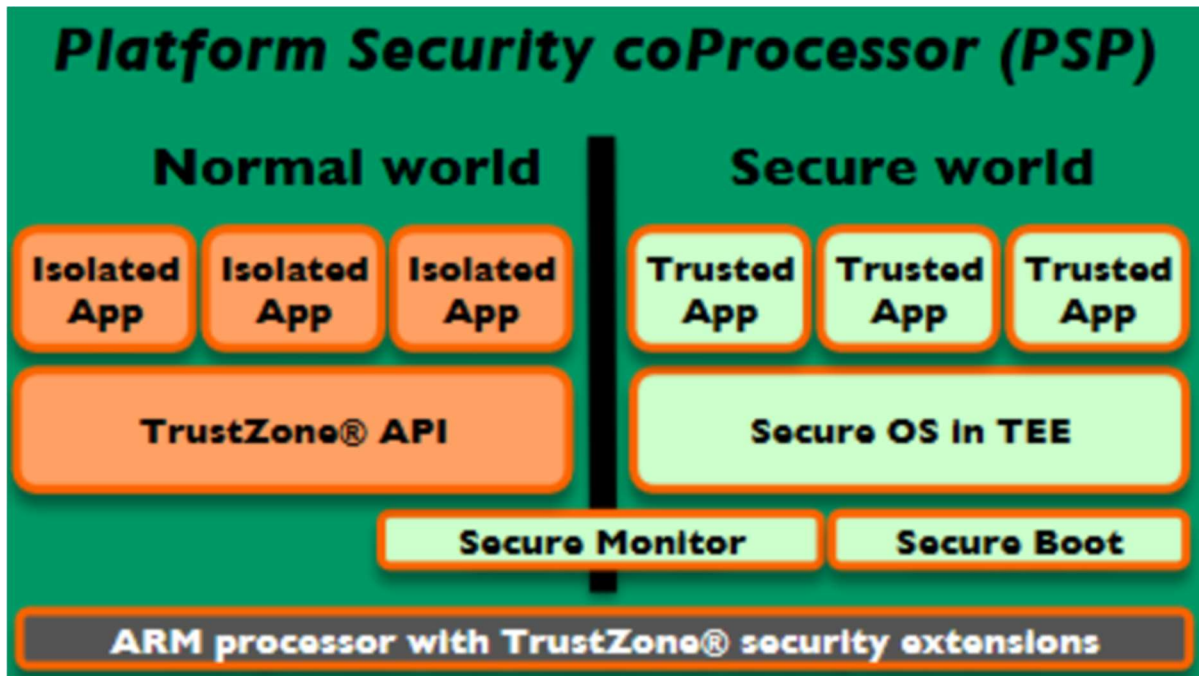 Platform Security coProcessor (PSP)
Normal world
Secure world
Isolated
App
Isolated
App
Isolated
App
Trusted
App
Trusted
App
Trusted
App
TrustZone® API
Secure OS in TEE
Secure Monitor
Secure Boot
ARM processor with TrustZone® security extensions